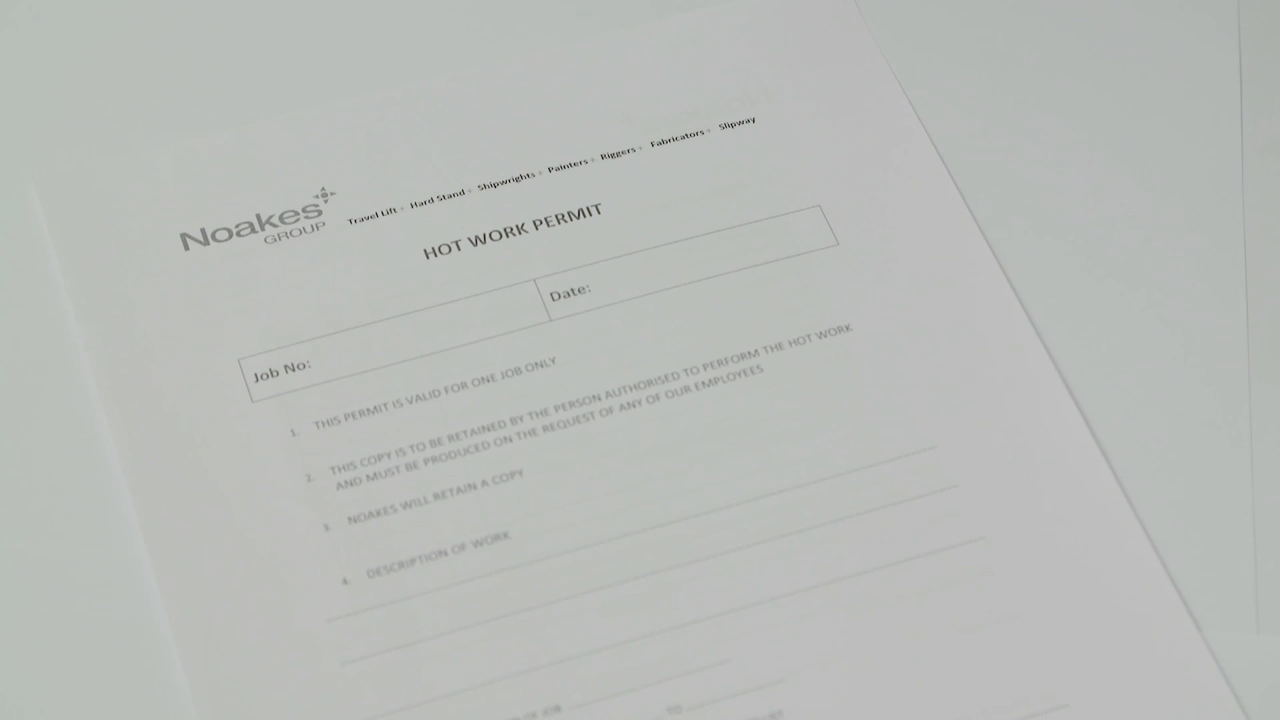 Noakes
GROUP
Travel Lift Hard Stand Shipwrights Painters Riggers Fabricators Slipway
HOT WORK PERMIT
Job No:
Date:
1. THIS PERMIT IS VALID FOR ONE JOB ONLY
2. THIS COPY IS TO BE RETAINED BY THE PERSON AUTHORISED TO PERFORM THE HOT WORK
AND MUST BE PRODUCED ON THE REQUEST OF ANY OF OUR EMPLOYEES
3. NOAKES WILL RETAIN A COPY
4. DESCRIPTION OF WORK
OF JOB TO